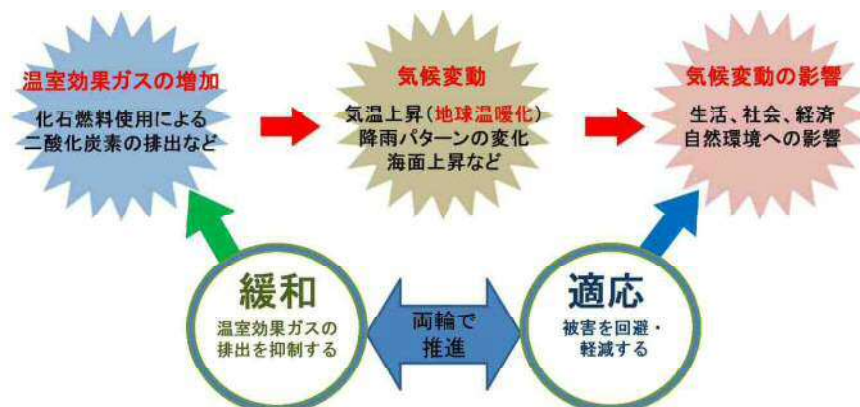 温室効果ガスの増加
化石燃料使用による
二酸化炭素の排出など
気候変動
気温上昇(地球温暖化)
降雨パターンの変化
海面上昇など
気候変動の影響
生活、社会、経済
自然環境への影響
緩和
温室効果ガスの
排出を抑制する
両輪で
推進
適応
被害を回避・
軽減する